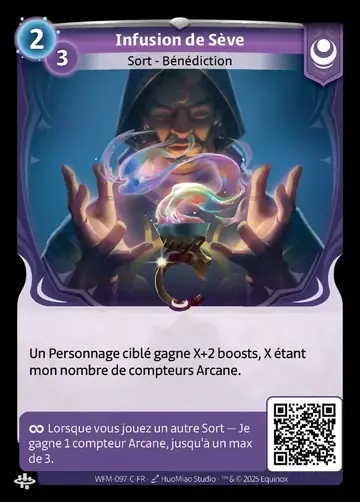 2
3
Infusion de Sève
Sort - Bénédiction
Un Personnage ciblé gagne X+2 boosts, X étant
mon nombre de compteurs Arcane.
∞ Lorsque vous jouez un autre Sort — Je
gagne 1 compteur Arcane, jusqu'à un max
de 3.
WFM-097-C-FR - HuoMiao Studio - ™ & © 2025 Equinox